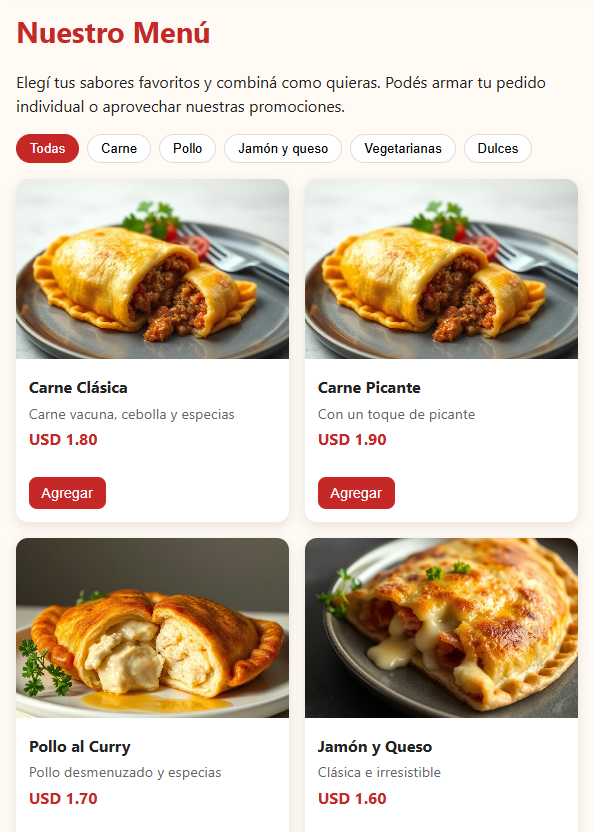 Nuestro Menú
Elegí tus sabores favoritos y combiná como quieras. Podés armar tu pedido
individual o aprovechar nuestras promociones.
Todas
Carne
Pollo
Jamón y queso
Vegetarianas
Dulces
Carne Clásica
Carne vacuna, cebolla y especias
USD 1.80
Agregar
Carne Picante
Con un toque de picante
USD 1.90
Agregar
Pollo al Curry
Pollo desmenuzado y especias
USD 1.70
Jamón y Queso
Clásica e irresistible
USD 1.60